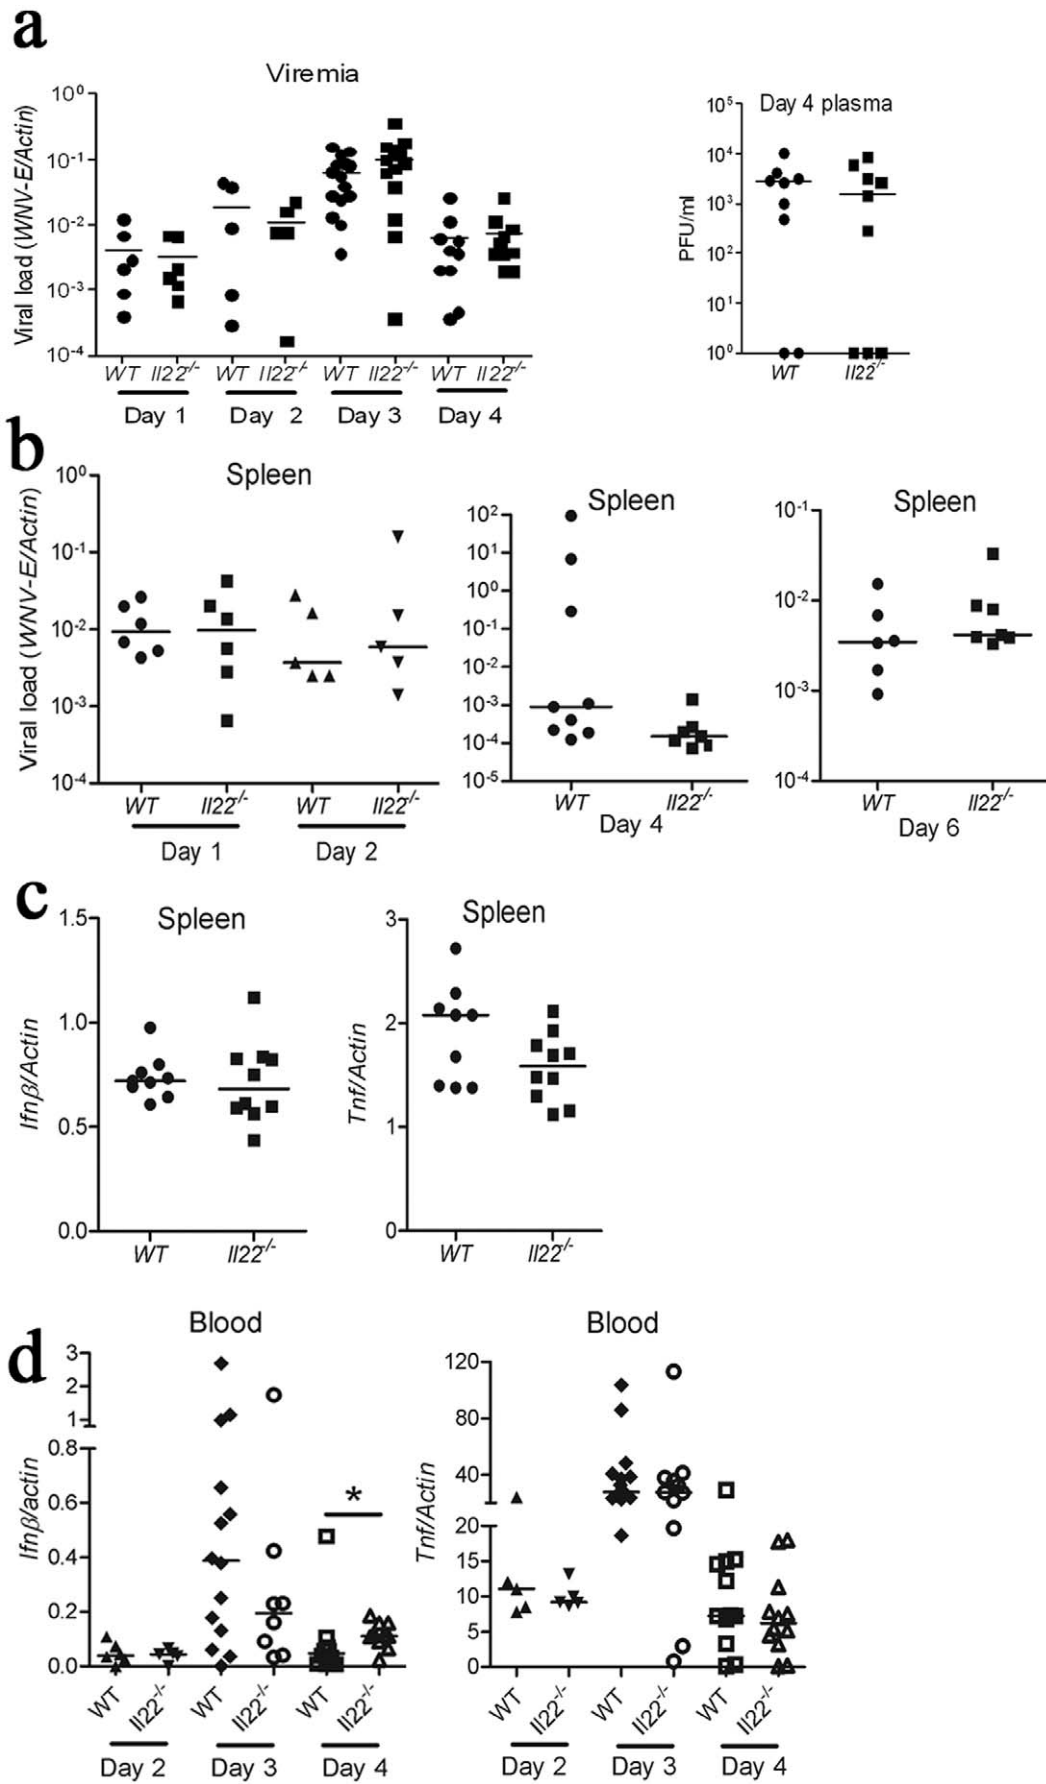 a
Viremia
Viral load (WNV-E/Actin)
10⁰
10⁻¹
10⁻²
10⁻³
10⁻⁴
WT Il22⁻/⁻ WT Il22⁻/⁻ WT Il22⁻/⁻ WT Il22⁻/⁻
Day 1 Day 2 Day 3 Day 4
Day 4 plasma
PFU/ml
10⁵
10⁴
10³
10²
10¹
10⁰
WT Il22⁻/⁻
b
Spleen
Viral load (WNV-E/Actin)
10⁰
10⁻¹
10⁻²
10⁻³
10⁻⁴
WT Il22⁻/⁻ WT Il22⁻/⁻
Day 1 Day 2
Spleen
10²
10¹
10⁰
10⁻¹
10⁻²
10⁻³
10⁻⁴
10⁻⁵
WT Il22⁻/⁻
Day 4
Spleen
10⁻¹
10⁻²
10⁻³
10⁻⁴
WT Il22⁻/⁻
Day 6
c
Spleen
Ifnβ/Actin
1.5
1.0
0.5
0.0
WT Il22⁻/⁻
Spleen
Tnf/Actin
3
2
1
0
WT Il22⁻/⁻
d
Blood
Ifnβ/actin
3
2
1
0.8
0.6
0.4
0.2
0.0
*
WT Il22⁻/⁻ WT Il22⁻/⁻ WT Il22⁻/⁻
Day 2 Day 3 Day 4
Blood
Tnf/Actin
120
80
40
20
15
10
5
0
WT Il22⁻/⁻ WT Il22⁻/⁻ WT Il22⁻/⁻
Day 2 Day 3 Day 4